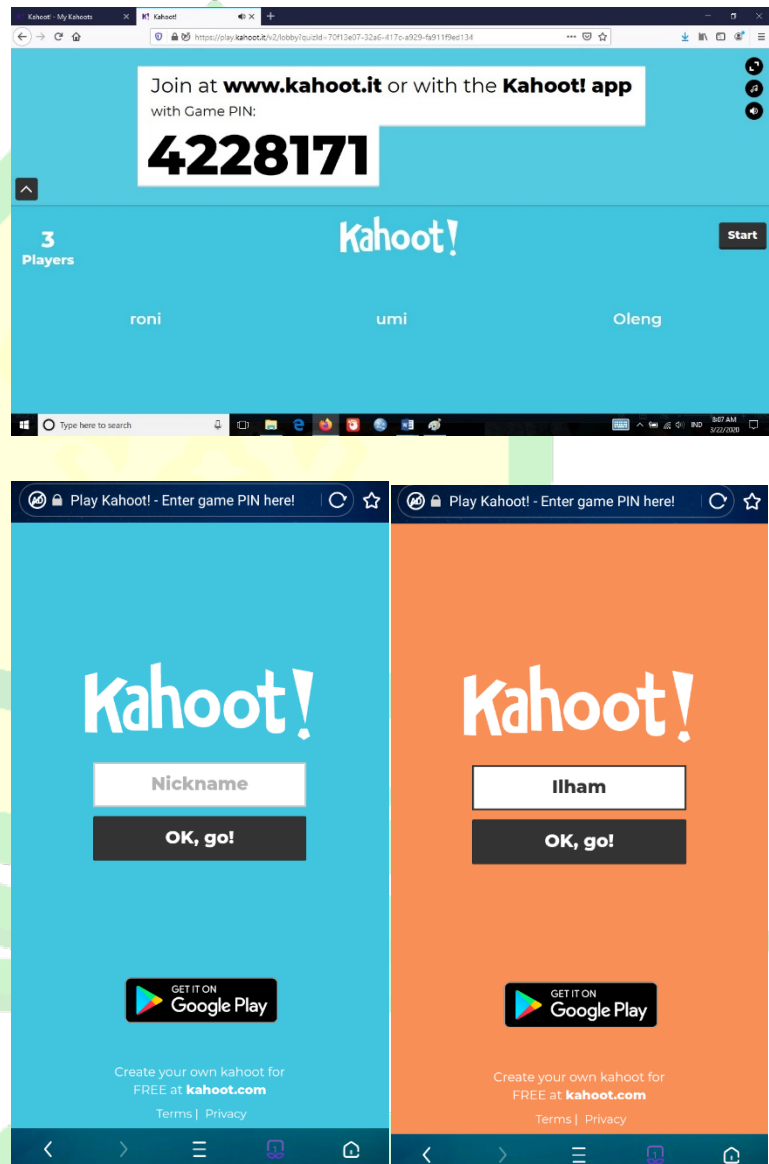 Kahoot! - My Kahoots
Kahoot!
https://play.kahoot.it/v2/lobby?quizId=70f13e07-32a6-417c-a929-fa911f9ed134
Join at www.kahoot.it or with the Kahoot! app
with Game PIN:
4228171
3
Players
Kahoot!
Start
roni
umi
Oleng
Type here to search
IND
8:07 AM
3/22/2020
Play Kahoot! - Enter game PIN here!
Kahoot!
Nickname
OK, go!
GET IT ON
Google Play
Create your own kahoot for
FREE at kahoot.com
Terms | Privacy
1
Play Kahoot! - Enter game PIN here!
Kahoot!
Ilham
OK, go!
GET IT ON
Google Play
Create your own kahoot for
FREE at kahoot.com
Terms | Privacy
1